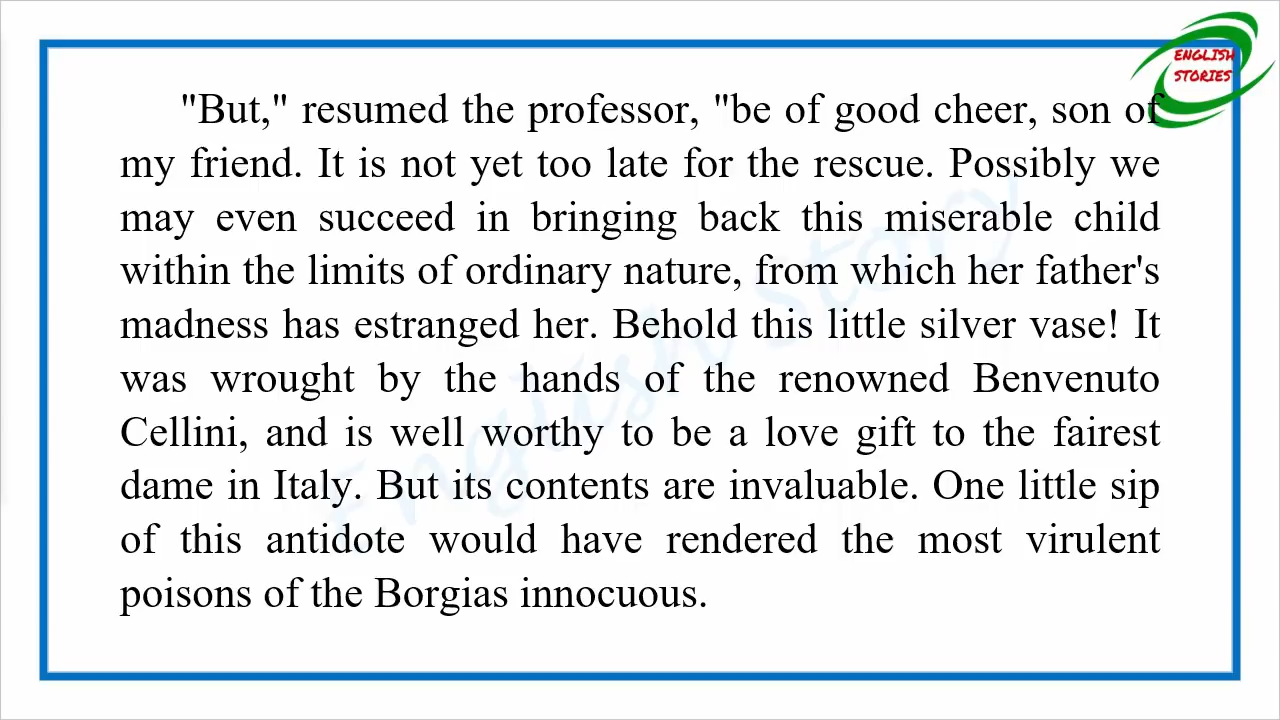 ENGLISH
STORIES
"But," resumed the professor, "be of good cheer, son of
my friend. It is not yet too late for the rescue. Possibly we
may even succeed in bringing back this miserable child
within the limits of ordinary nature, from which her father's
madness has estranged her. Behold this little silver vase! It
was wrought by the hands of the renowned Benvenuto
Cellini, and is well worthy to be a love gift to the fairest
dame in Italy. But its contents are invaluable. One little sip
of this antidote would have rendered the most virulent
poisons of the Borgias innocuous.
English Story